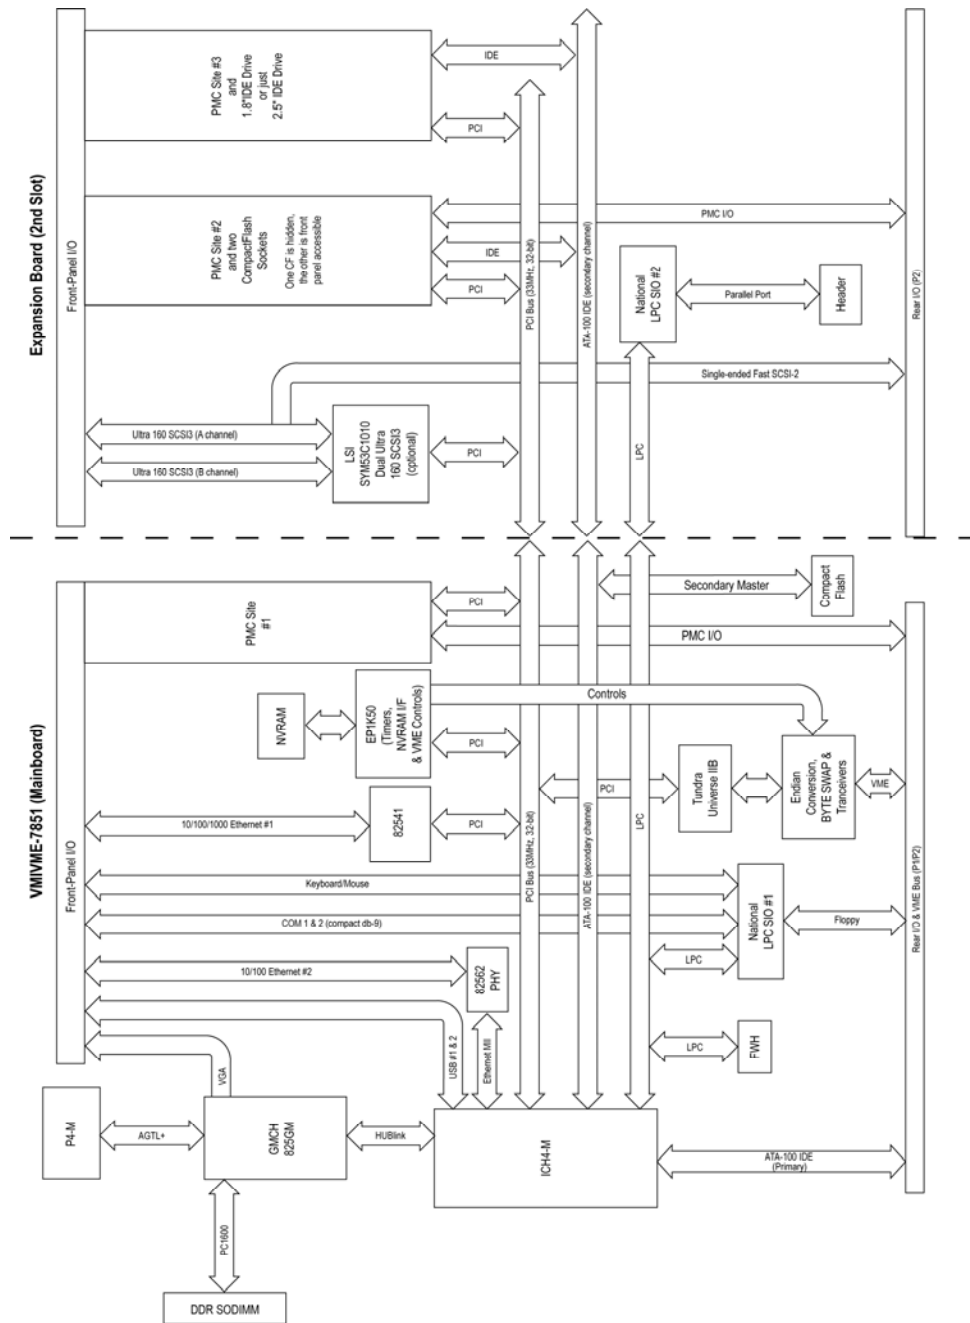 Expansion Board (2nd Slot)
Front-Panel I/O
PMC Site #3
and
1.8"IDE Drive
or just
2.5" IDE Drive
IDE
PCI
PMC Site #2
and two
CompactFlash
Sockets
One CF is hidden,
the other is front
panel accessible
PMC I/O
IDE
PCI
PCI Bus (33MHz, 32-bit)
ATA-100 IDE (secondary channel)
LPC
National
LPC SIO #2
Parallel Port
Header
Rear I/O (P2)
Single-ended Fast SCSI-2
Ultra 160 SCSI3 (A channel)
Ultra 160 SCSI3 (B channel)
LSI
SYM53C1010
Dual Ultra
160 SCSI3
(optional)
PCI
VMIVME-7851 (Mainboard)
Front-Panel I/O
PMC Site
#1
PCI
PMC I/O
Secondary Master
Compact
Flash
NVRAM
EP1K50
(Timers,
NVRAM I/F
& VME Controls)
Controls
PCI
10/100/1000 Ethernet #1
82541
PCI
PCI
Tundra
Universe IIB
Endian
Conversion,
BYTE SWAP &
Tranceivers
VME
PCI Bus (33MHz, 32-bit)
ATA-100 IDE (secondary channel)
LPC
Keyboard/Mouse
COM 1 & 2 (compact db-9)
National
LPC SIO #1
LPC
Floppy
Rear I/O & VME Bus (P1/P2)
10/100 Ethernet #2
82562
PHY
USB #1 & 2
Ethernet MII
LPC
FWH
VGA
P4-M
AGTL+
GMCH
825GM
HUBlink
ICH4-M
ATA-100 IDE
(Primary)
PC1600
DDR SODIMM